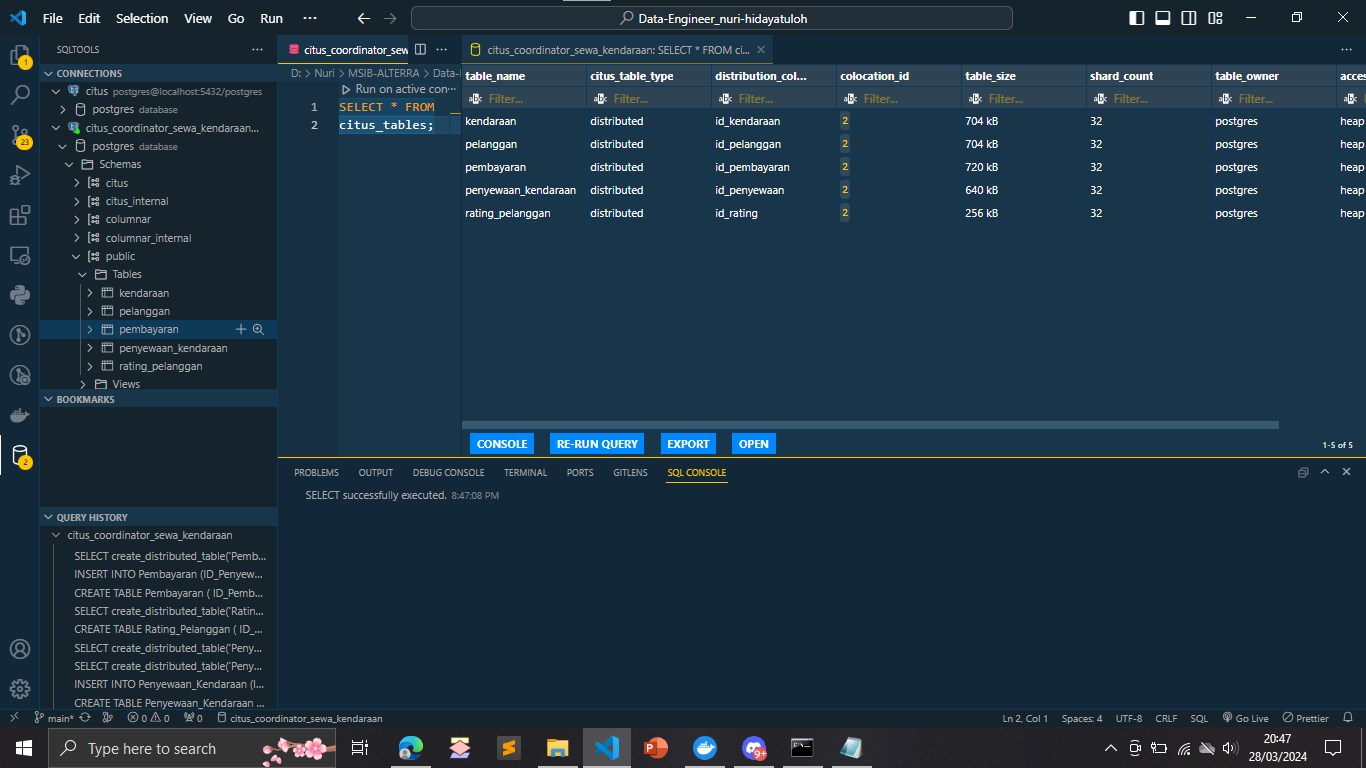 File Edit Selection View Go Run ···
Data-Engineer_nuri-hidayatuloh
SQLTOOLS
CONNECTIONS
citus postgres@localhost:5432/postgres
postgres database
citus_coordinator_sewa_kendaraan...
postgres database
Schemas
citus
citus_internal
columnar
columnar_internal
public
Tables
kendaraan
pelanggan
pembayaran
penyewaan_kendaraan
rating_pelanggan
Views
BOOKMARKS
QUERY HISTORY
citus_coordinator_sewa_kendaraan
SELECT create_distributed_table('Pemb...
INSERT INTO Pembayaran (ID_Penyew...
CREATE TABLE Pembayaran ( ID_Pemb...
SELECT create_distributed_table('Ratin...
CREATE TABLE Rating_Pelanggan ( ID_...
SELECT create_distributed_table('Peny...
SELECT create_distributed_table('Peny...
INSERT INTO Penyewaan_Kendaraan (I...
CREATE TABLE Penyewaan_Kendaraan ...
1
23
2
citus_coordinator_sew
D: > Nuri > MSIB-ALTERRA > Data-
Run on active con···
1 SELECT * FROM
2 citus_tables;
citus_coordinator_sewa_kendaraan: SELECT * FROM ci...
table_name citus_table_type distribution_col... colocation_id table_size shard_count table_owner acces
Filter... Filter... Filter... Filter... Filter... Filter... Filter...
kendaraan distributed id_kendaraan 2 704 kB 32 postgres heap
pelanggan distributed id_pelanggan 2 704 kB 32 postgres heap
pembayaran distributed id_pembayaran 2 720 kB 32 postgres heap
penyewaan_kendaraan distributed id_penyewaan 2 640 kB 32 postgres heap
rating_pelanggan distributed id_rating 2 256 kB 32 postgres heap
CONSOLE RE-RUN QUERY EXPORT OPEN
1-5 of 5
PROBLEMS OUTPUT DEBUG CONSOLE TERMINAL PORTS GITLENS SQL CONSOLE
SELECT successfully executed. 8:47:08 PM
main* 0 0 0 citus_coordinator_sewa_kendaraan
Ln 2, Col 1 Spaces: 4 UTF-8 CRLF SQL Go Live Prettier
Type here to search
9+
20:47
28/03/2024